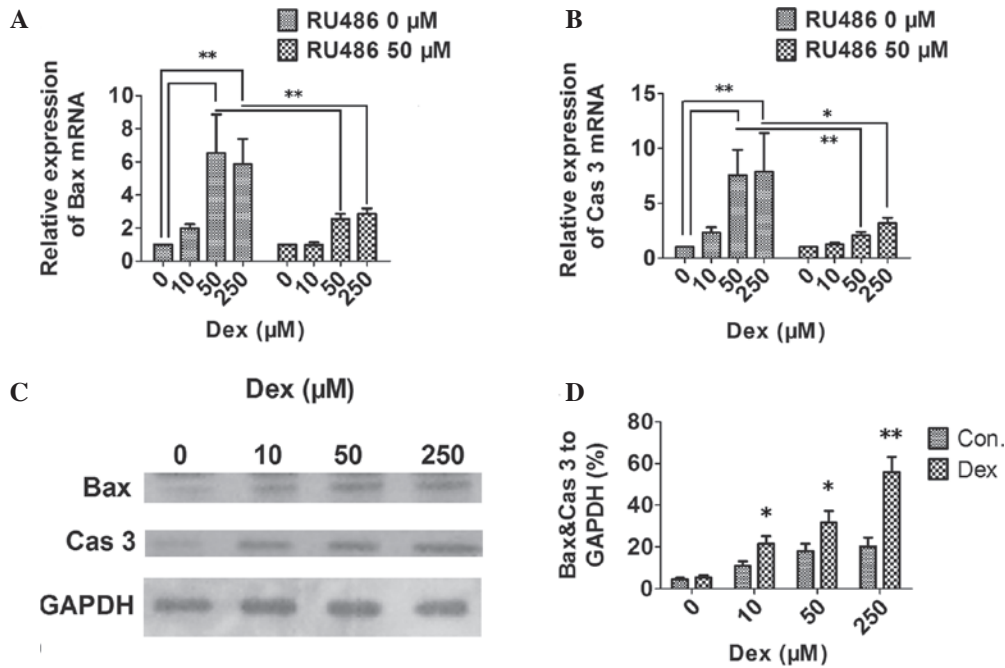 A
RU486 0 µM
RU486 50 µM
Relative expression
of Bax mRNA
10
8
6
4
2
0
**
**
0
10
50
250
0
10
50
250
Dex (µM)
B
RU486 0 µM
RU486 50 µM
Relative expression
of Cas 3 mRNA
15
10
5
0
**
*
**
0
10
50
250
0
10
50
250
Dex (µM)
C
Dex (µM)
0 10 50 250
Bax
Cas 3
GAPDH
D
Bax&Cas 3 to
GAPDH (%)
80
60
40
20
0
*
*
**
Con.
Dex
0
10
50
250
Dex (µM)